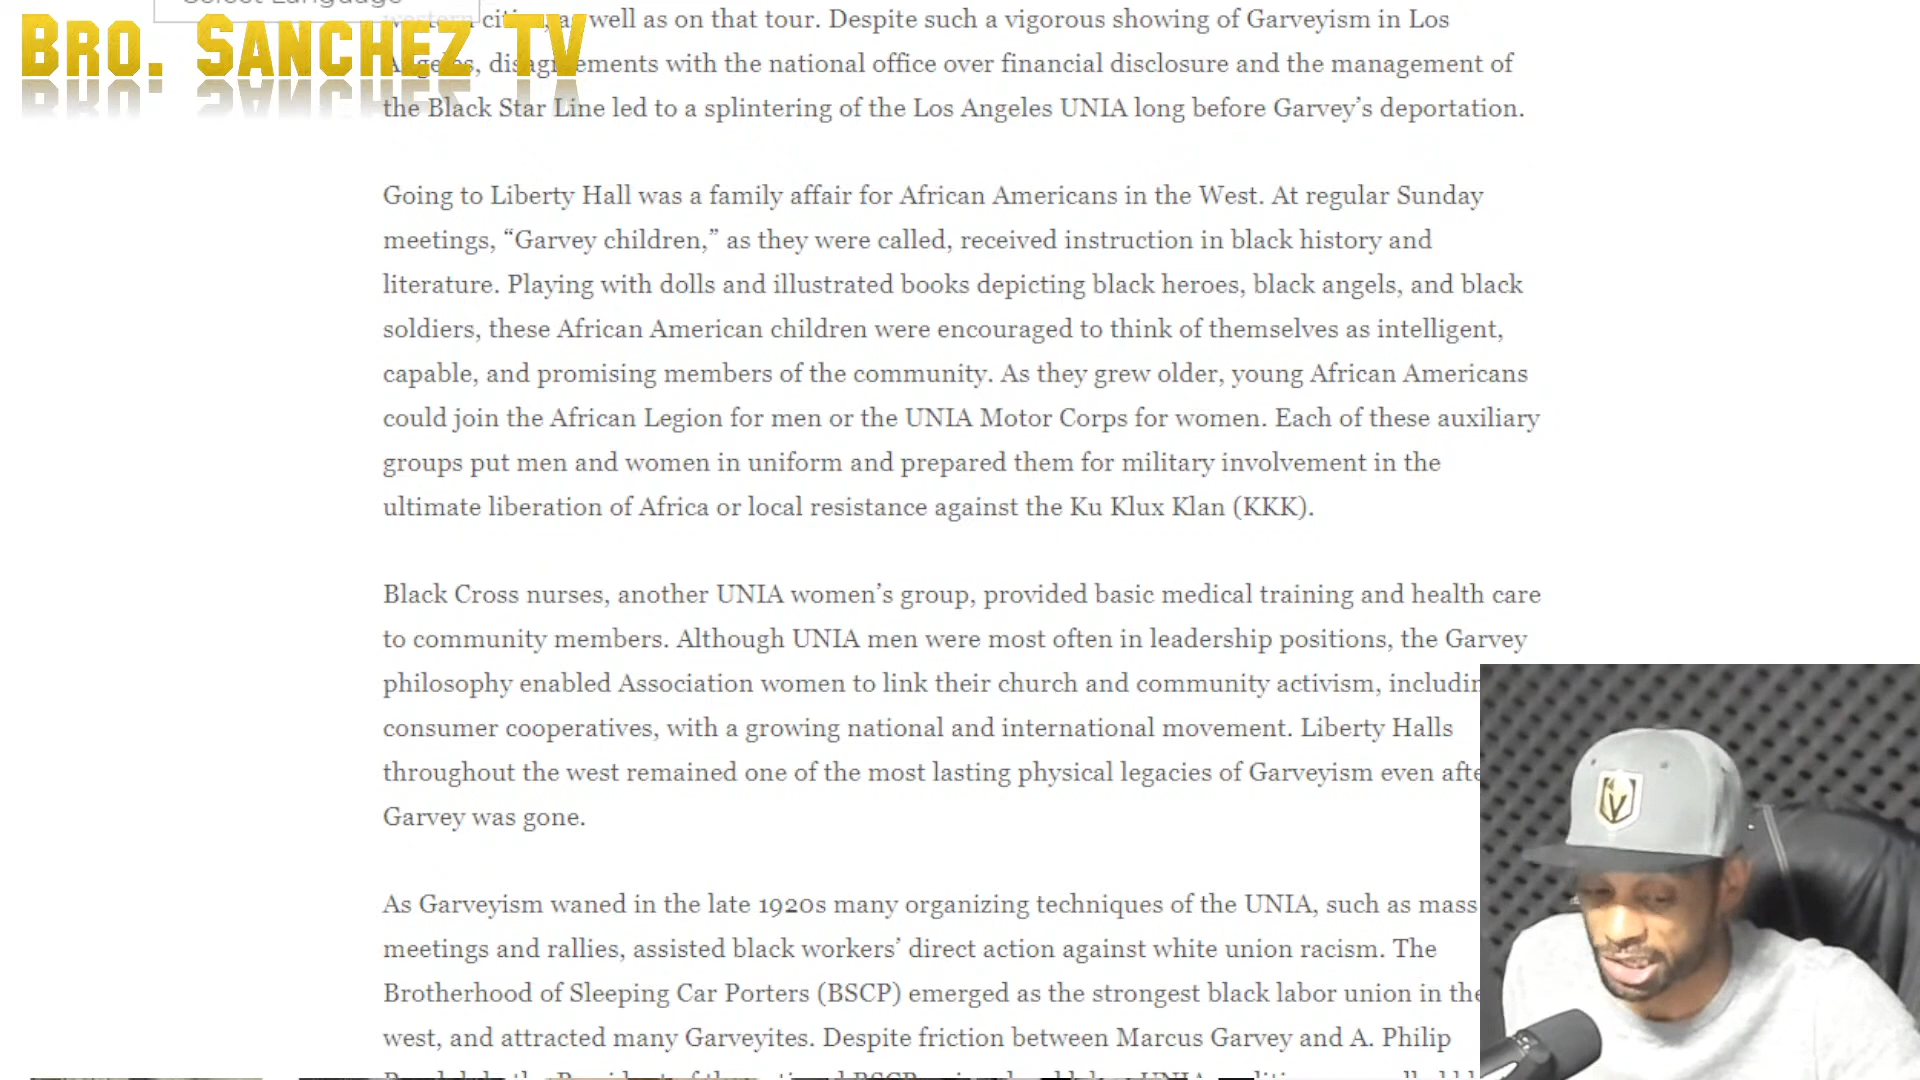 Select Language
BRO. SANCHEZ TV
western cities, as well as on that tour. Despite such a vigorous showing of Garveyism in Los
Angeles, disagreements with the national office over financial disclosure and the management of
the Black Star Line led to a splintering of the Los Angeles UNIA long before Garvey’s deportation.
Going to Liberty Hall was a family affair for African Americans in the West. At regular Sunday
meetings, “Garvey children,” as they were called, received instruction in black history and
literature. Playing with dolls and illustrated books depicting black heroes, black angels, and black
soldiers, these African American children were encouraged to think of themselves as intelligent,
capable, and promising members of the community. As they grew older, young African Americans
could join the African Legion for men or the UNIA Motor Corps for women. Each of these auxiliary
groups put men and women in uniform and prepared them for military involvement in the
ultimate liberation of Africa or local resistance against the Ku Klux Klan (KKK).
Black Cross nurses, another UNIA women’s group, provided basic medical training and health care
to community members. Although UNIA men were most often in leadership positions, the Garvey
philosophy enabled Association women to link their church and community activism, includin
consumer cooperatives, with a growing national and international movement. Liberty Halls
throughout the west remained one of the most lasting physical legacies of Garveyism even afte
Garvey was gone.
As Garveyism waned in the late 1920s many organizing techniques of the UNIA, such as mass
meetings and rallies, assisted black workers’ direct action against white union racism. The
Brotherhood of Sleeping Car Porters (BSCP) emerged as the strongest black labor union in the
west, and attracted many Garveyites. Despite friction between Marcus Garvey and A. Philip